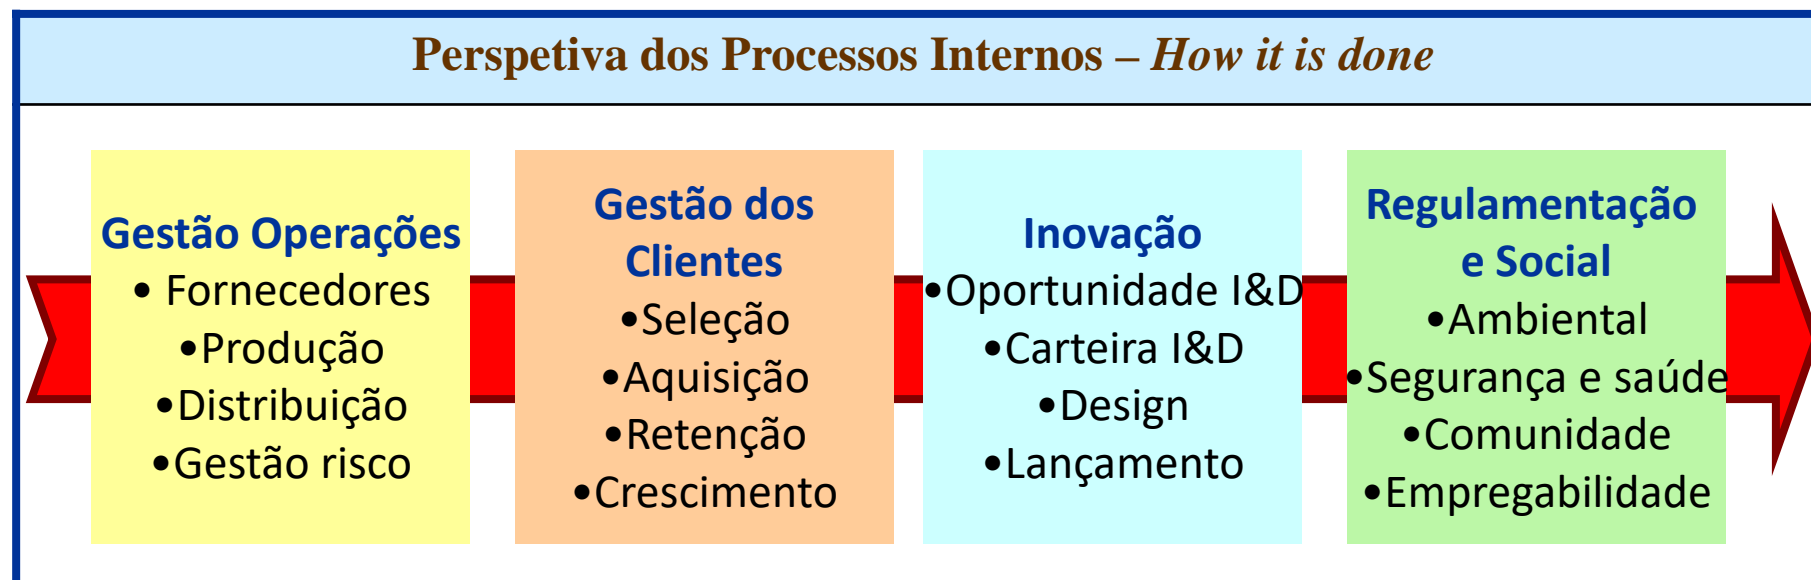 Perspetiva dos Processos Internos – How it is done
Gestão Operações
• Fornecedores
•Produção
•Distribuição
•Gestão risco
Gestão dos
Clientes
•Seleção
•Aquisição
•Retenção
•Crescimento
Inovação
•Oportunidade I&D
•Carteira I&D
•Design
•Lançamento
Regulamentação
e Social
•Ambiental
•Segurança e saúde
•Comunidade
•Empregabilidade